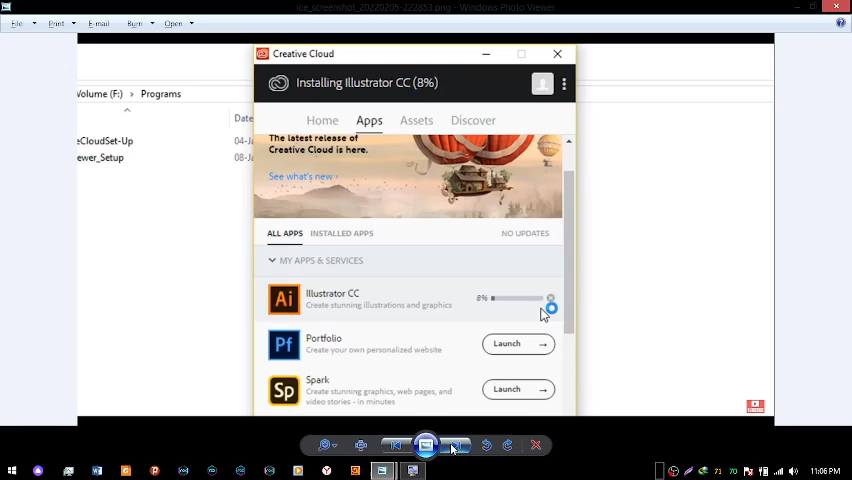 ice_screenshot_20220205-222853.png - Windows Photo Viewer
File Print E-mail Burn Open
Creative Cloud
Installing Illustrator CC (8%)
olume (F:) Programs
Home Apps Assets Discover
Date
eCloudSet-Up
04-Ja
ewer_Setup
08-Ja
The latest release of
Creative Cloud is here.
See what's new ›
ALL APPS INSTALLED APPS NO UPDATES
MY APPS & SERVICES
Ai Illustrator CC 8%
Create stunning illustrations and graphics
Pf Portfolio Launch →
Create your own personalized website
Sp Spark Launch →
Create stunning graphics, web pages, and
video stories - in minutes
71 70 11:06 PM